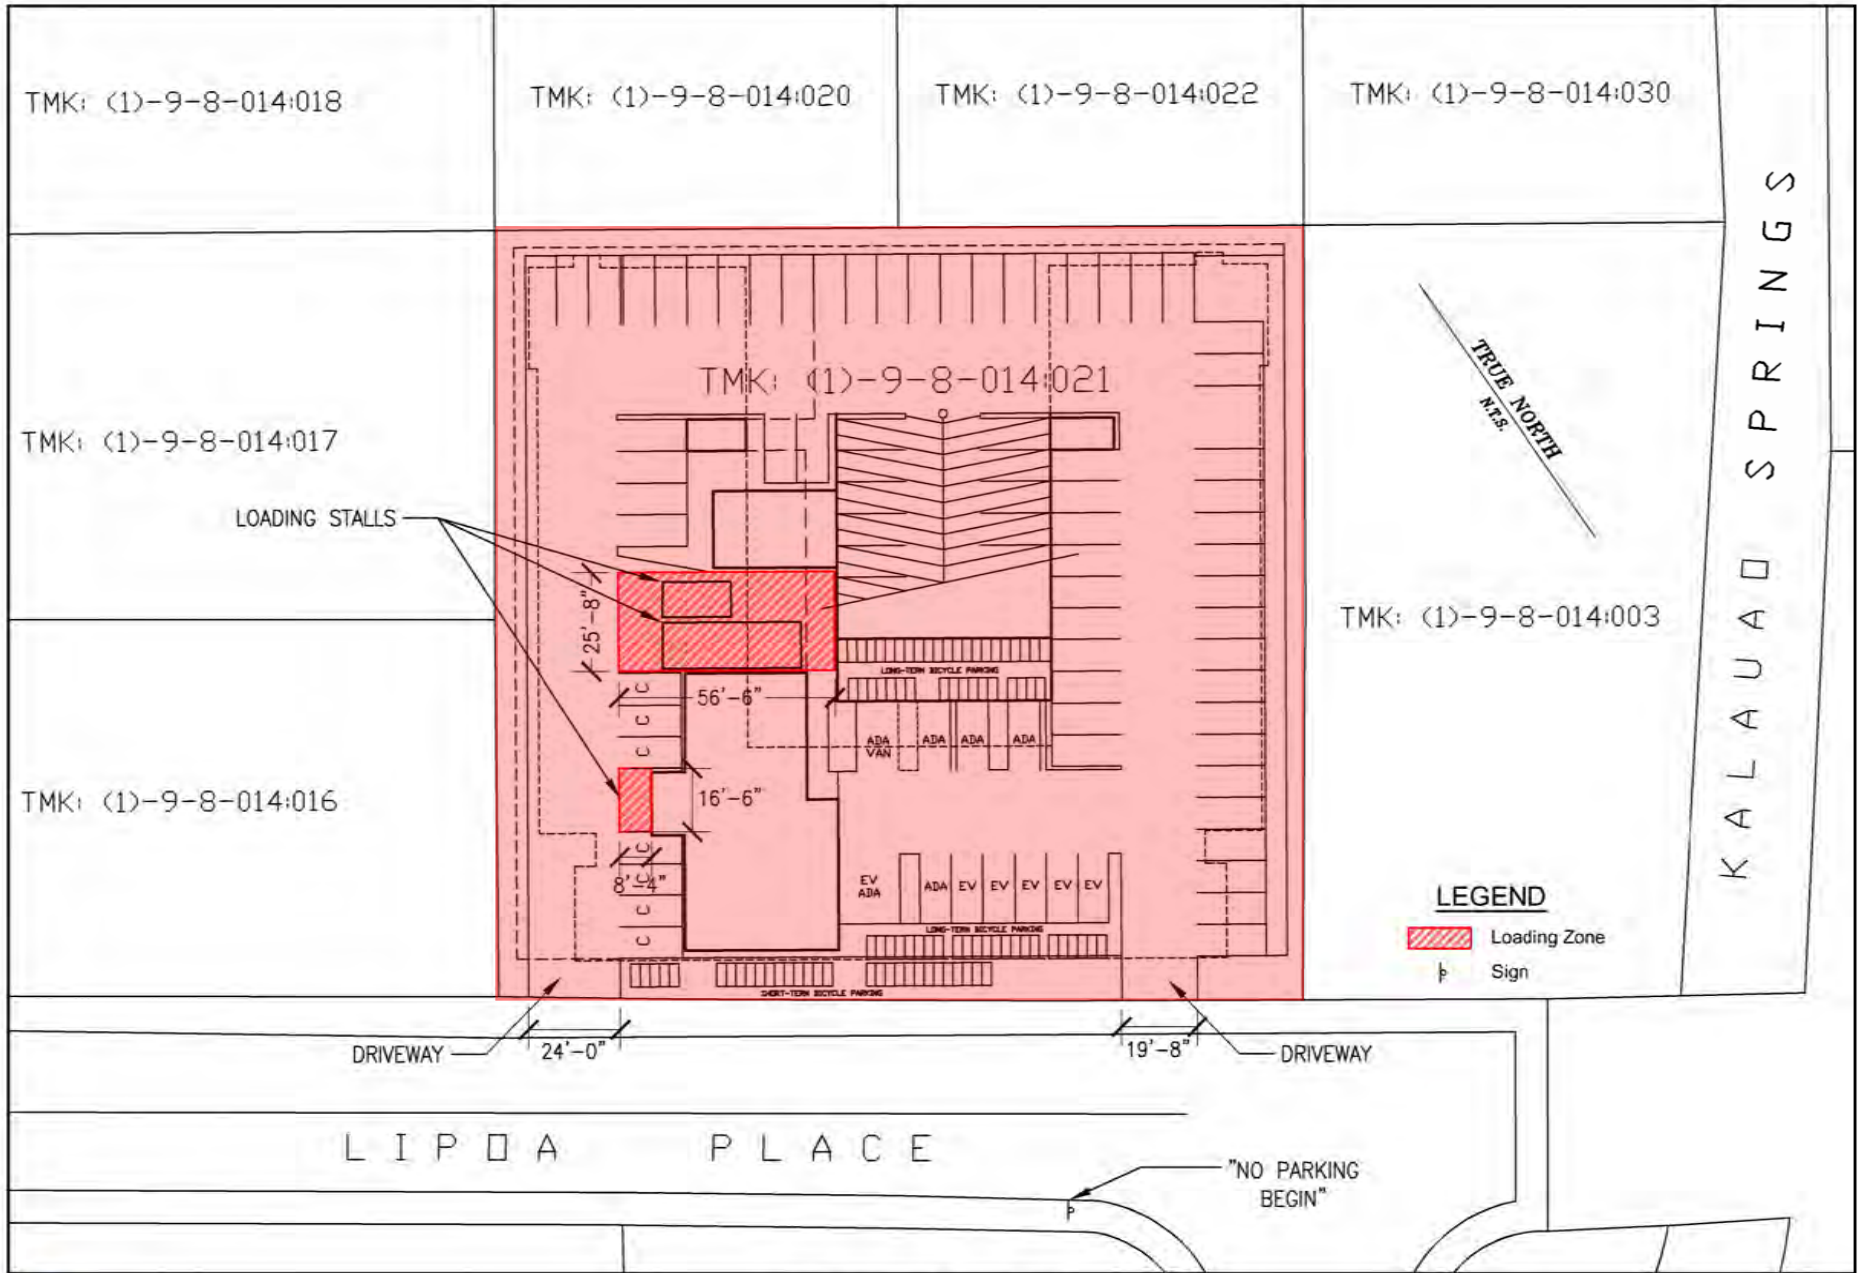 TMK: (1)-9-8-014:018
TMK: (1)-9-8-014:020
TMK: (1)-9-8-014:022
TMK: (1)-9-8-014:030
KALAUAO SPRINGS
TRUE NORTH
N.T.S.
TMK: (1)-9-8-014:021
TMK: (1)-9-8-014:017
LOADING STALLS
25'-8"
TMK: (1)-9-8-014:003
LONG-TERM BICYCLE PARKING
56'-6"
C
C
C
ADA
VAN
ADA
ADA
ADA
TMK: (1)-9-8-014:016
16'-6"
C
8'-4"
C
C
C
EV
ADA
ADA
EV
EV
EV
EV
EV
LONG-TERM BICYCLE PARKING
SHORT-TERM BICYCLE PARKING
LEGEND
Loading Zone
Sign
DRIVEWAY
24'-0"
19'-8"
DRIVEWAY
LIPOA PLACE
"NO PARKING
BEGIN"